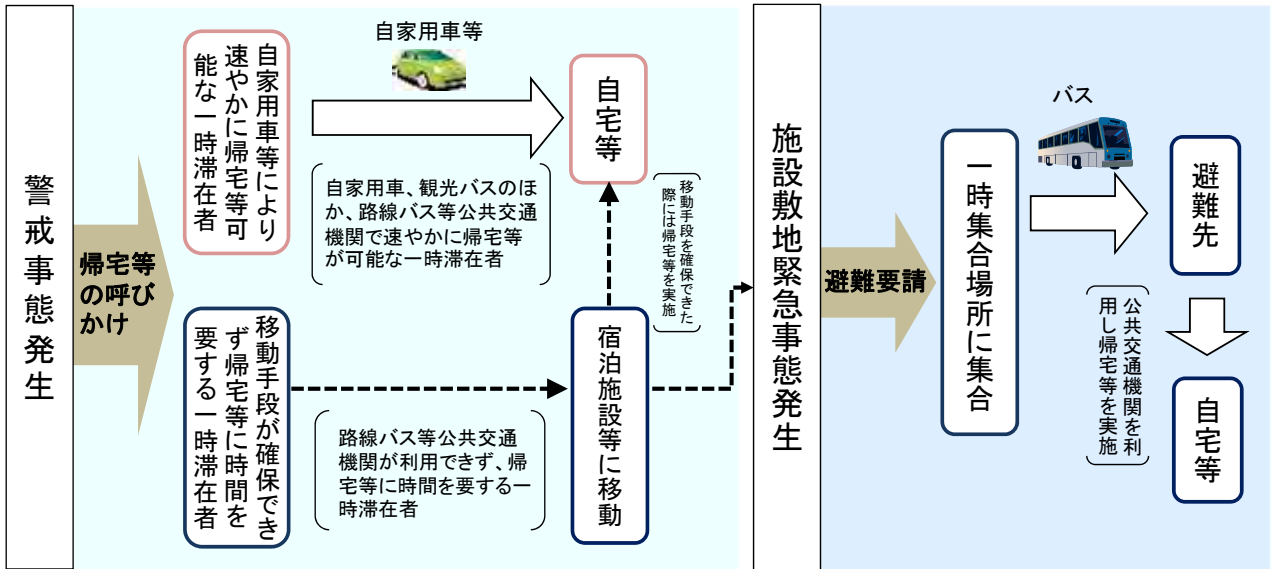 警戒事態発生
帰宅等
の呼び
かけ
自家用車等により
速やかに帰宅等可
能な一時滞在者
自家用車等
自家用車、観光バスのほ
か、路線バス等公共交通
機関で速やかに帰宅等
が可能な一時滞在者
自宅等
移動手段を確保できた
際には帰宅等を実施
移動手段が確保でき
ず帰宅等に時間を
要する一時滞在者
路線バス等公共交通
機関が利用できず、帰
宅等に時間を要する一
時滞在者
宿泊施設等に移動
施設敷地緊急事態発生
避難要請
一時集合場所に集合
バス
避難先
公共交通機関を利
用し帰宅等を実施
自宅等